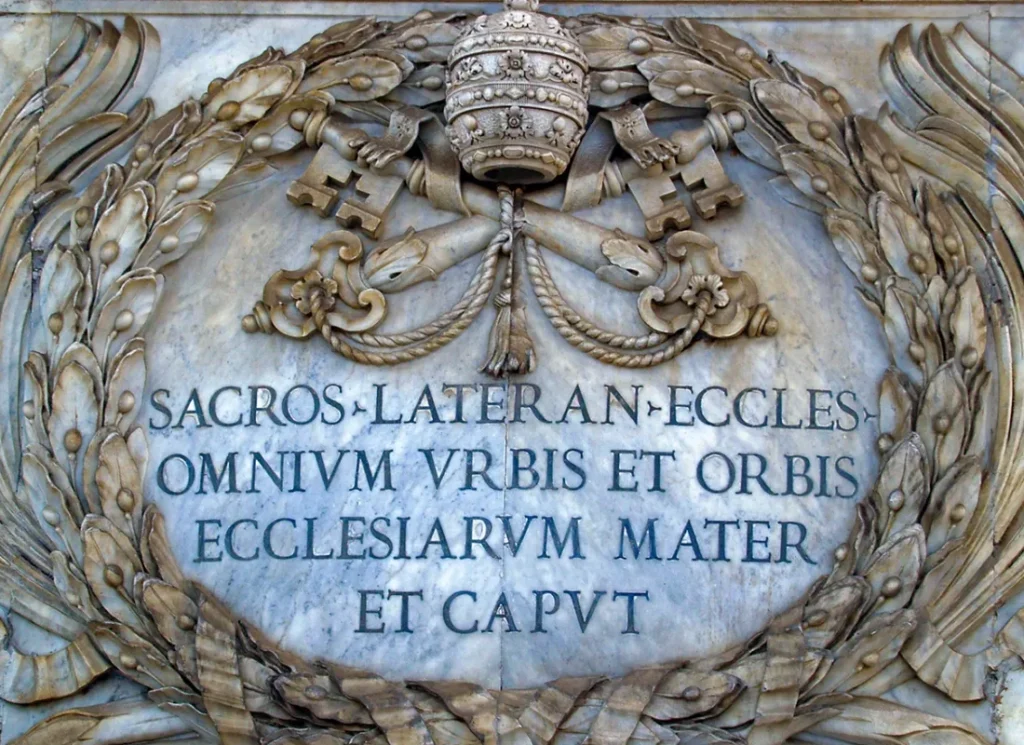 SACROS·LATERAN·ECCLES·
OMNIVM VRBIS ET ORBIS
ECCLESIARVM MATER
ET CAPVT